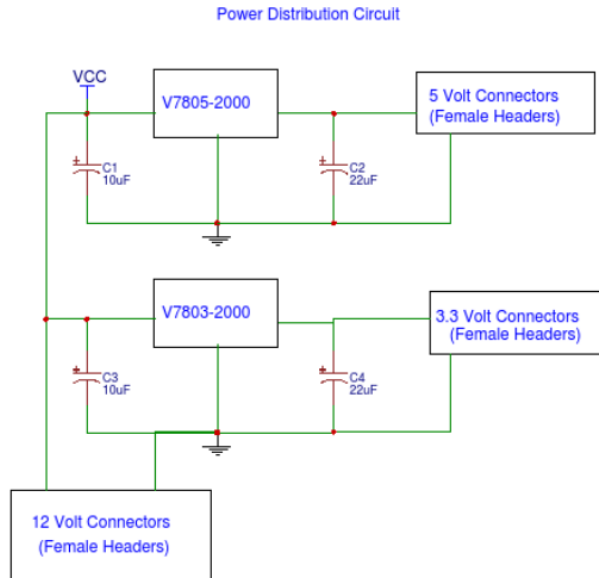 Power Distribution Circuit
VCC
V7805-2000
5 Volt Connectors
(Female Headers)
+
C1
10uF
+
C2
22uF
V7803-2000
3.3 Volt Connectors
(Female Headers)
+
C3
10uF
+
C4
22uF
12 Volt Connectors
(Female Headers)